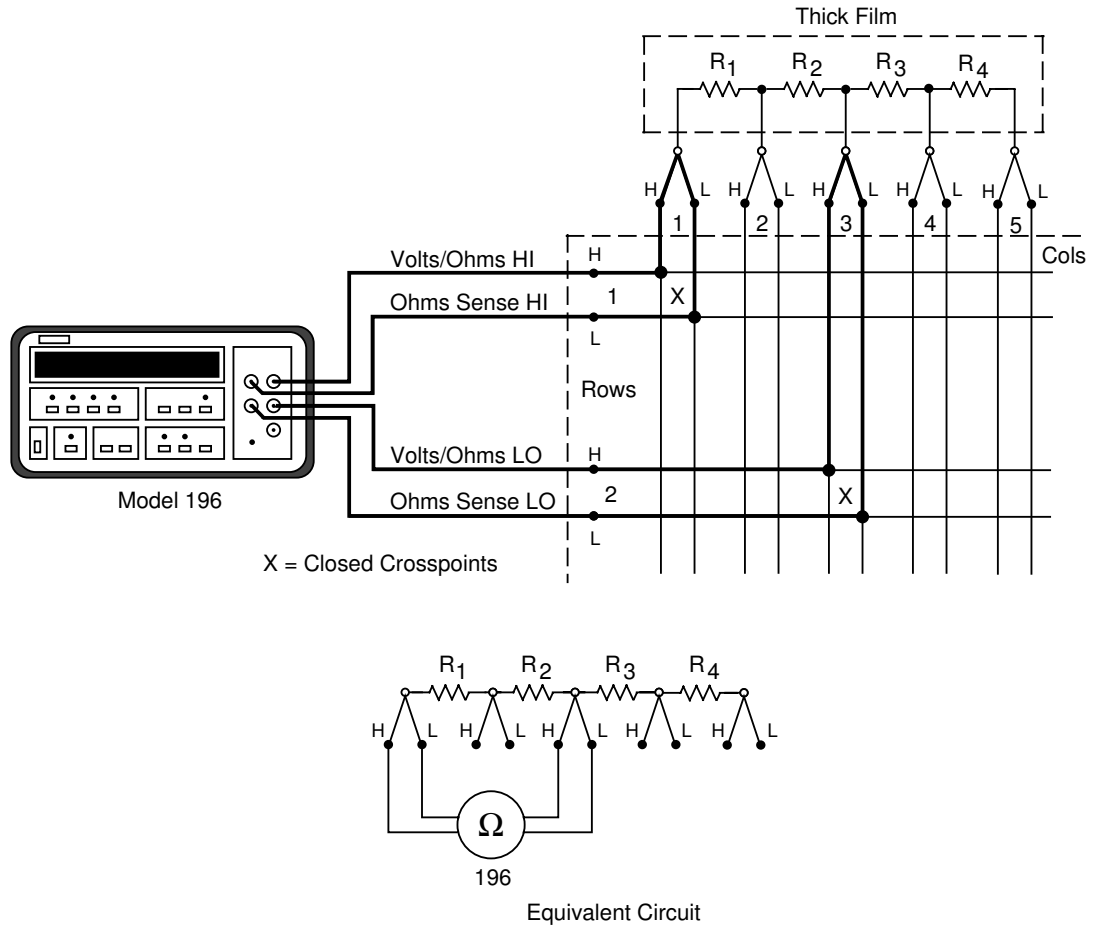 Thick Film
R1 R2 R3 R4
H L H L H L H L H L
1 2 3 4 5
Cols
Volts/Ohms HI H
1 X
Ohms Sense HI
L
Rows
Volts/Ohms LO H
2 X
Ohms Sense LO
L
Model 196
X = Closed Crosspoints
R1 R2 R3 R4
H L H L H L H L H L
Ω
196
Equivalent Circuit